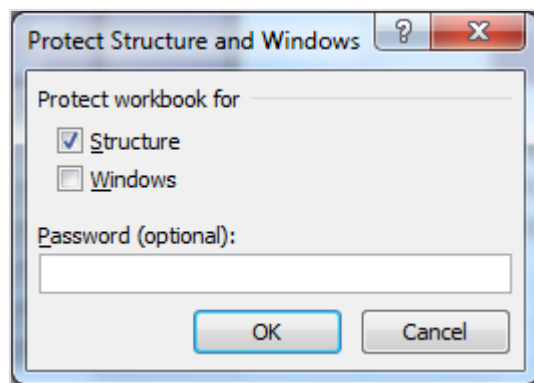 Protect Structure and Windows
Protect workbook for
Structure
Windows
Password (optional):
OK Cancel